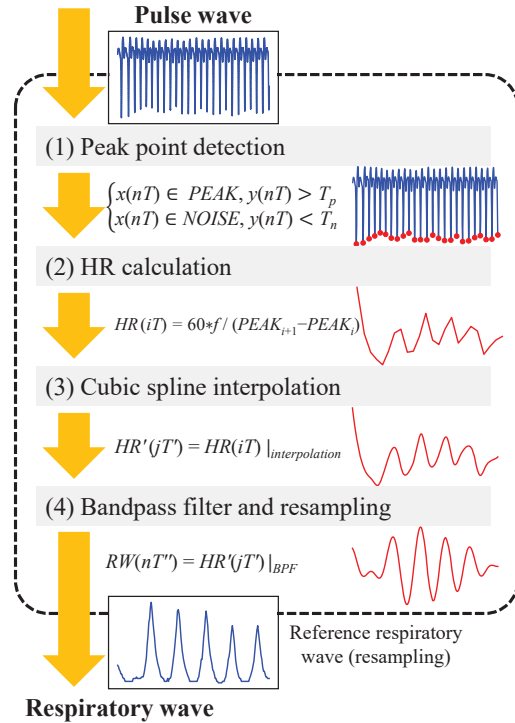 Pulse wave
(1) Peak point detection
x(nT) ∈ PEAK, y(nT) > Tₚ
x(nT) ∈ NOISE, y(nT) < Tₙ
(2) HR calculation
HR(iT) = 60*f / (PEAKᵢ₊₁−PEAKᵢ)
(3) Cubic spline interpolation
HR′(jT′) = HR(iT) |interpolation
(4) Bandpass filter and resampling
RW(nT″) = HR′(jT′)|BPF
Reference respiratory
wave (resampling)
Respiratory wave